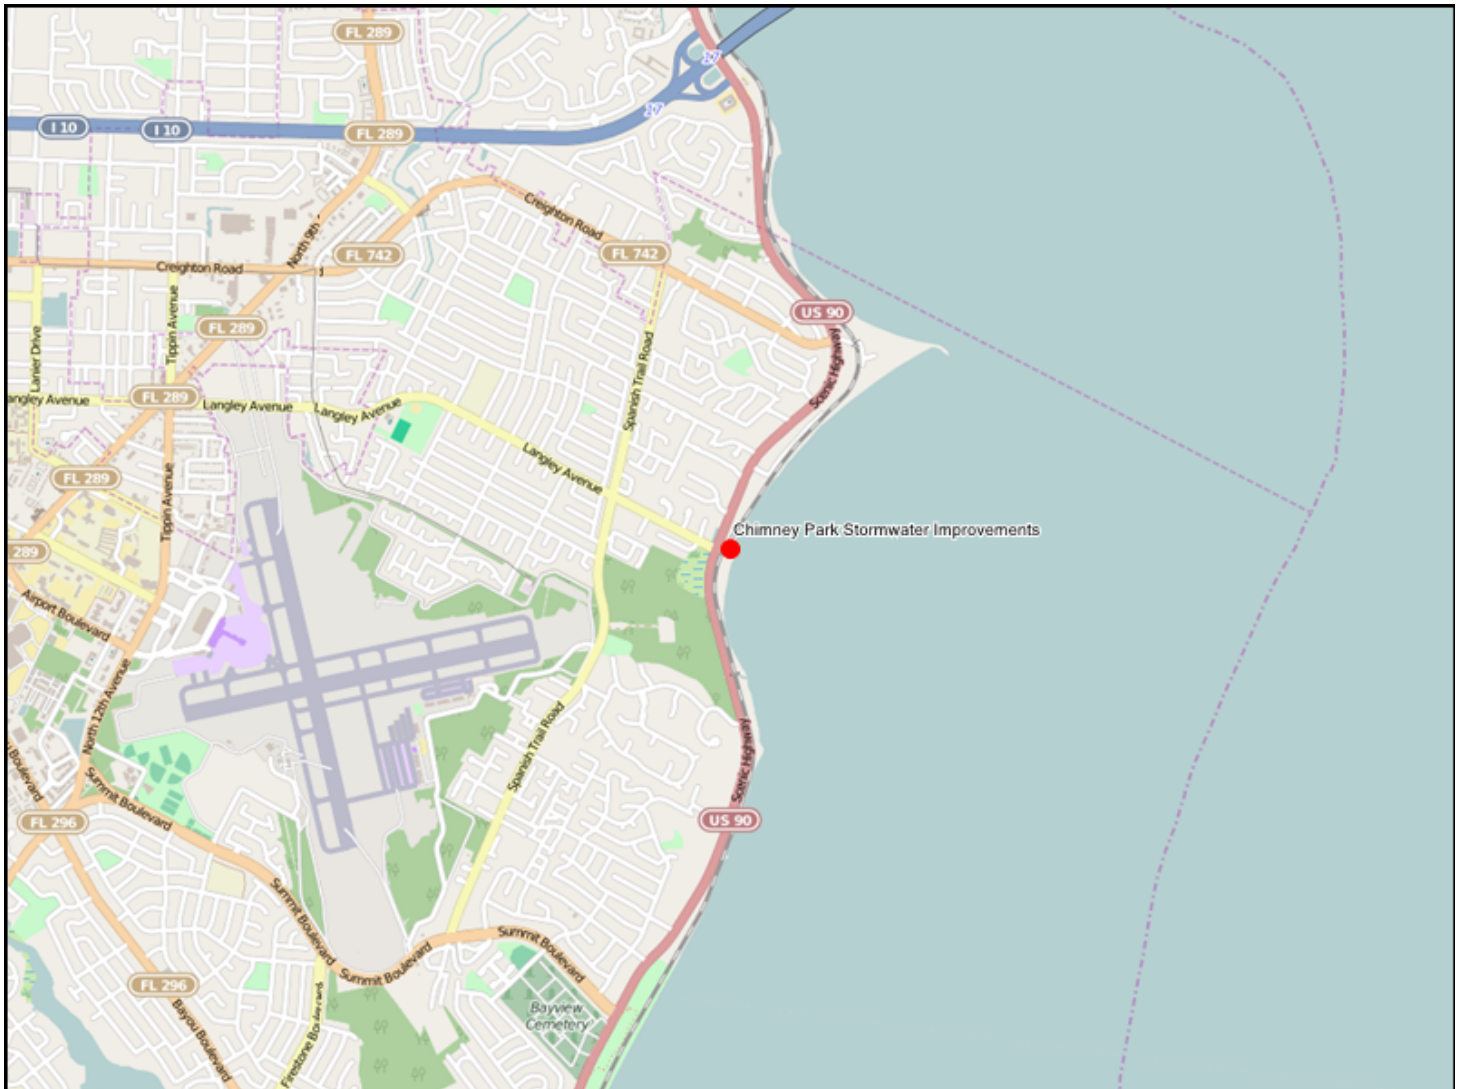 FL 289
17
17
I 10
I 10
FL 289
Creighton Road
North 9th
FL 742
FL 742
Creighton Road
Tippin Avenue
US 90
FL 289
Lanier Drive
Spanish Trail Road
Scenic Highway
FL 289
angley Avenue
Langley Avenue
Langley Avenue
Langley Avenue
FL 289
Tippin Avenue
Chimney Park Stormwater Improvements
289
Airport Boulevard
North 12th Avenue
Spanish Trail Road
Scenic Highway
u Boulevard
Summit Boulevard
FL 296
US 90
Summit Boulevard
Summit Boulevard
Summit Boulevard
FL 296
Bayview
Cemetery
Bayou Boulevard
Firestone Boulevard